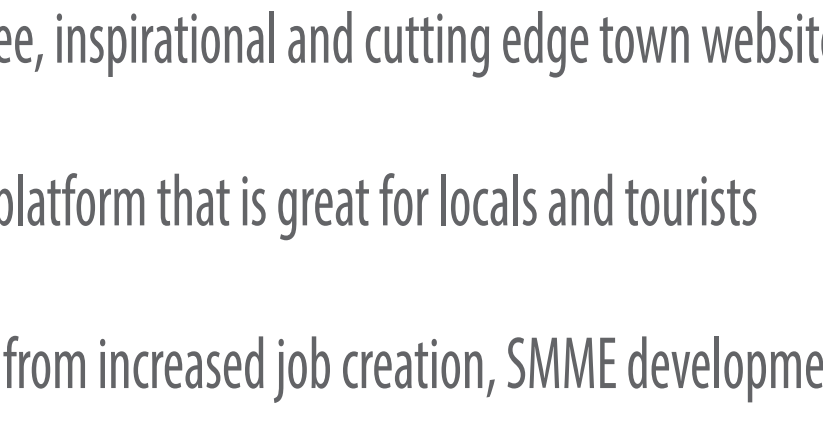 ee, inspirational and cutting edge town website
platform that is great for locals and tourists
from increased job creation, SMME developme